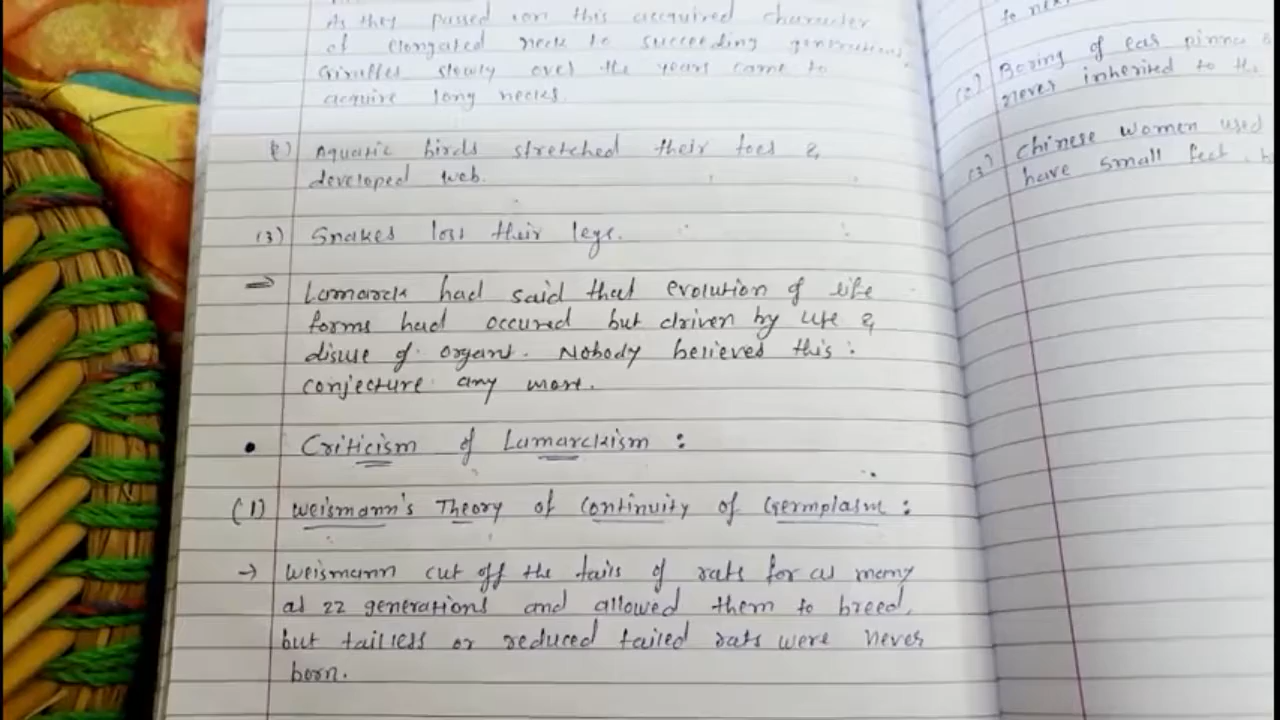 As they passed on this acquired character
of elongated neck to succeeding generations.
Giraffes slowly over the years came to
acquire long necks.
(2) Aquatic birds stretched their toes &
developed web.
(3) Snakes loss their legs.
⇒ Lamarck had said that evolution of life
forms had occured but driven by use &
disuse of organs. Nobody believes this
conjecture any more.
• Criticism of Lamarckism :
(1) Weismann's Theory of Continuity of Germplasm :
→ Weismann cut off the tails of rats for as many
as 22 generations and allowed them to breed,
but tailless or reduced tailed rats were never
born.
to
(2) Boring of ear pinna
never inherited to the
(3) Chinese women used
have small feet,